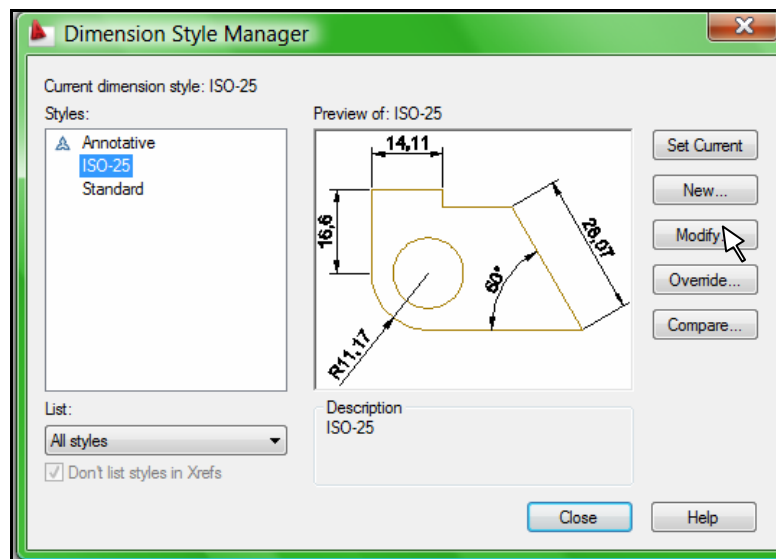 Dimension Style Manager
Current dimension style: ISO-25
Styles:
Annotative
ISO-25
Standard
Preview of: ISO-25
14,11
16,6
28,07
60°
R11,17
Set Current
New...
Modify...
Override...
Compare...
List:
All styles
Don't list styles in Xrefs
Description
ISO-25
Close
Help